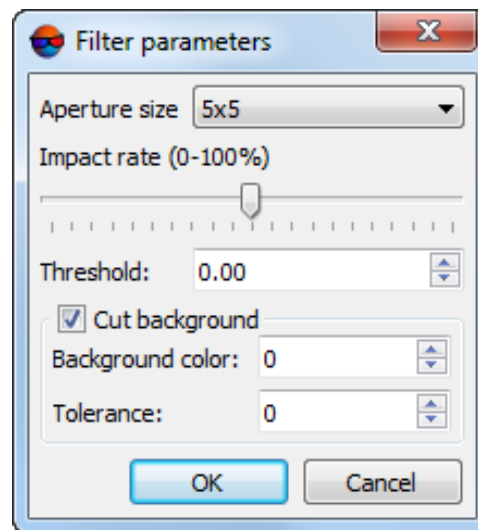 Filter parameters
Aperture size 5x5
Impact rate (0-100%)
Threshold: 0.00
Cut background
Background color: 0
Tolerance: 0
OK Cancel